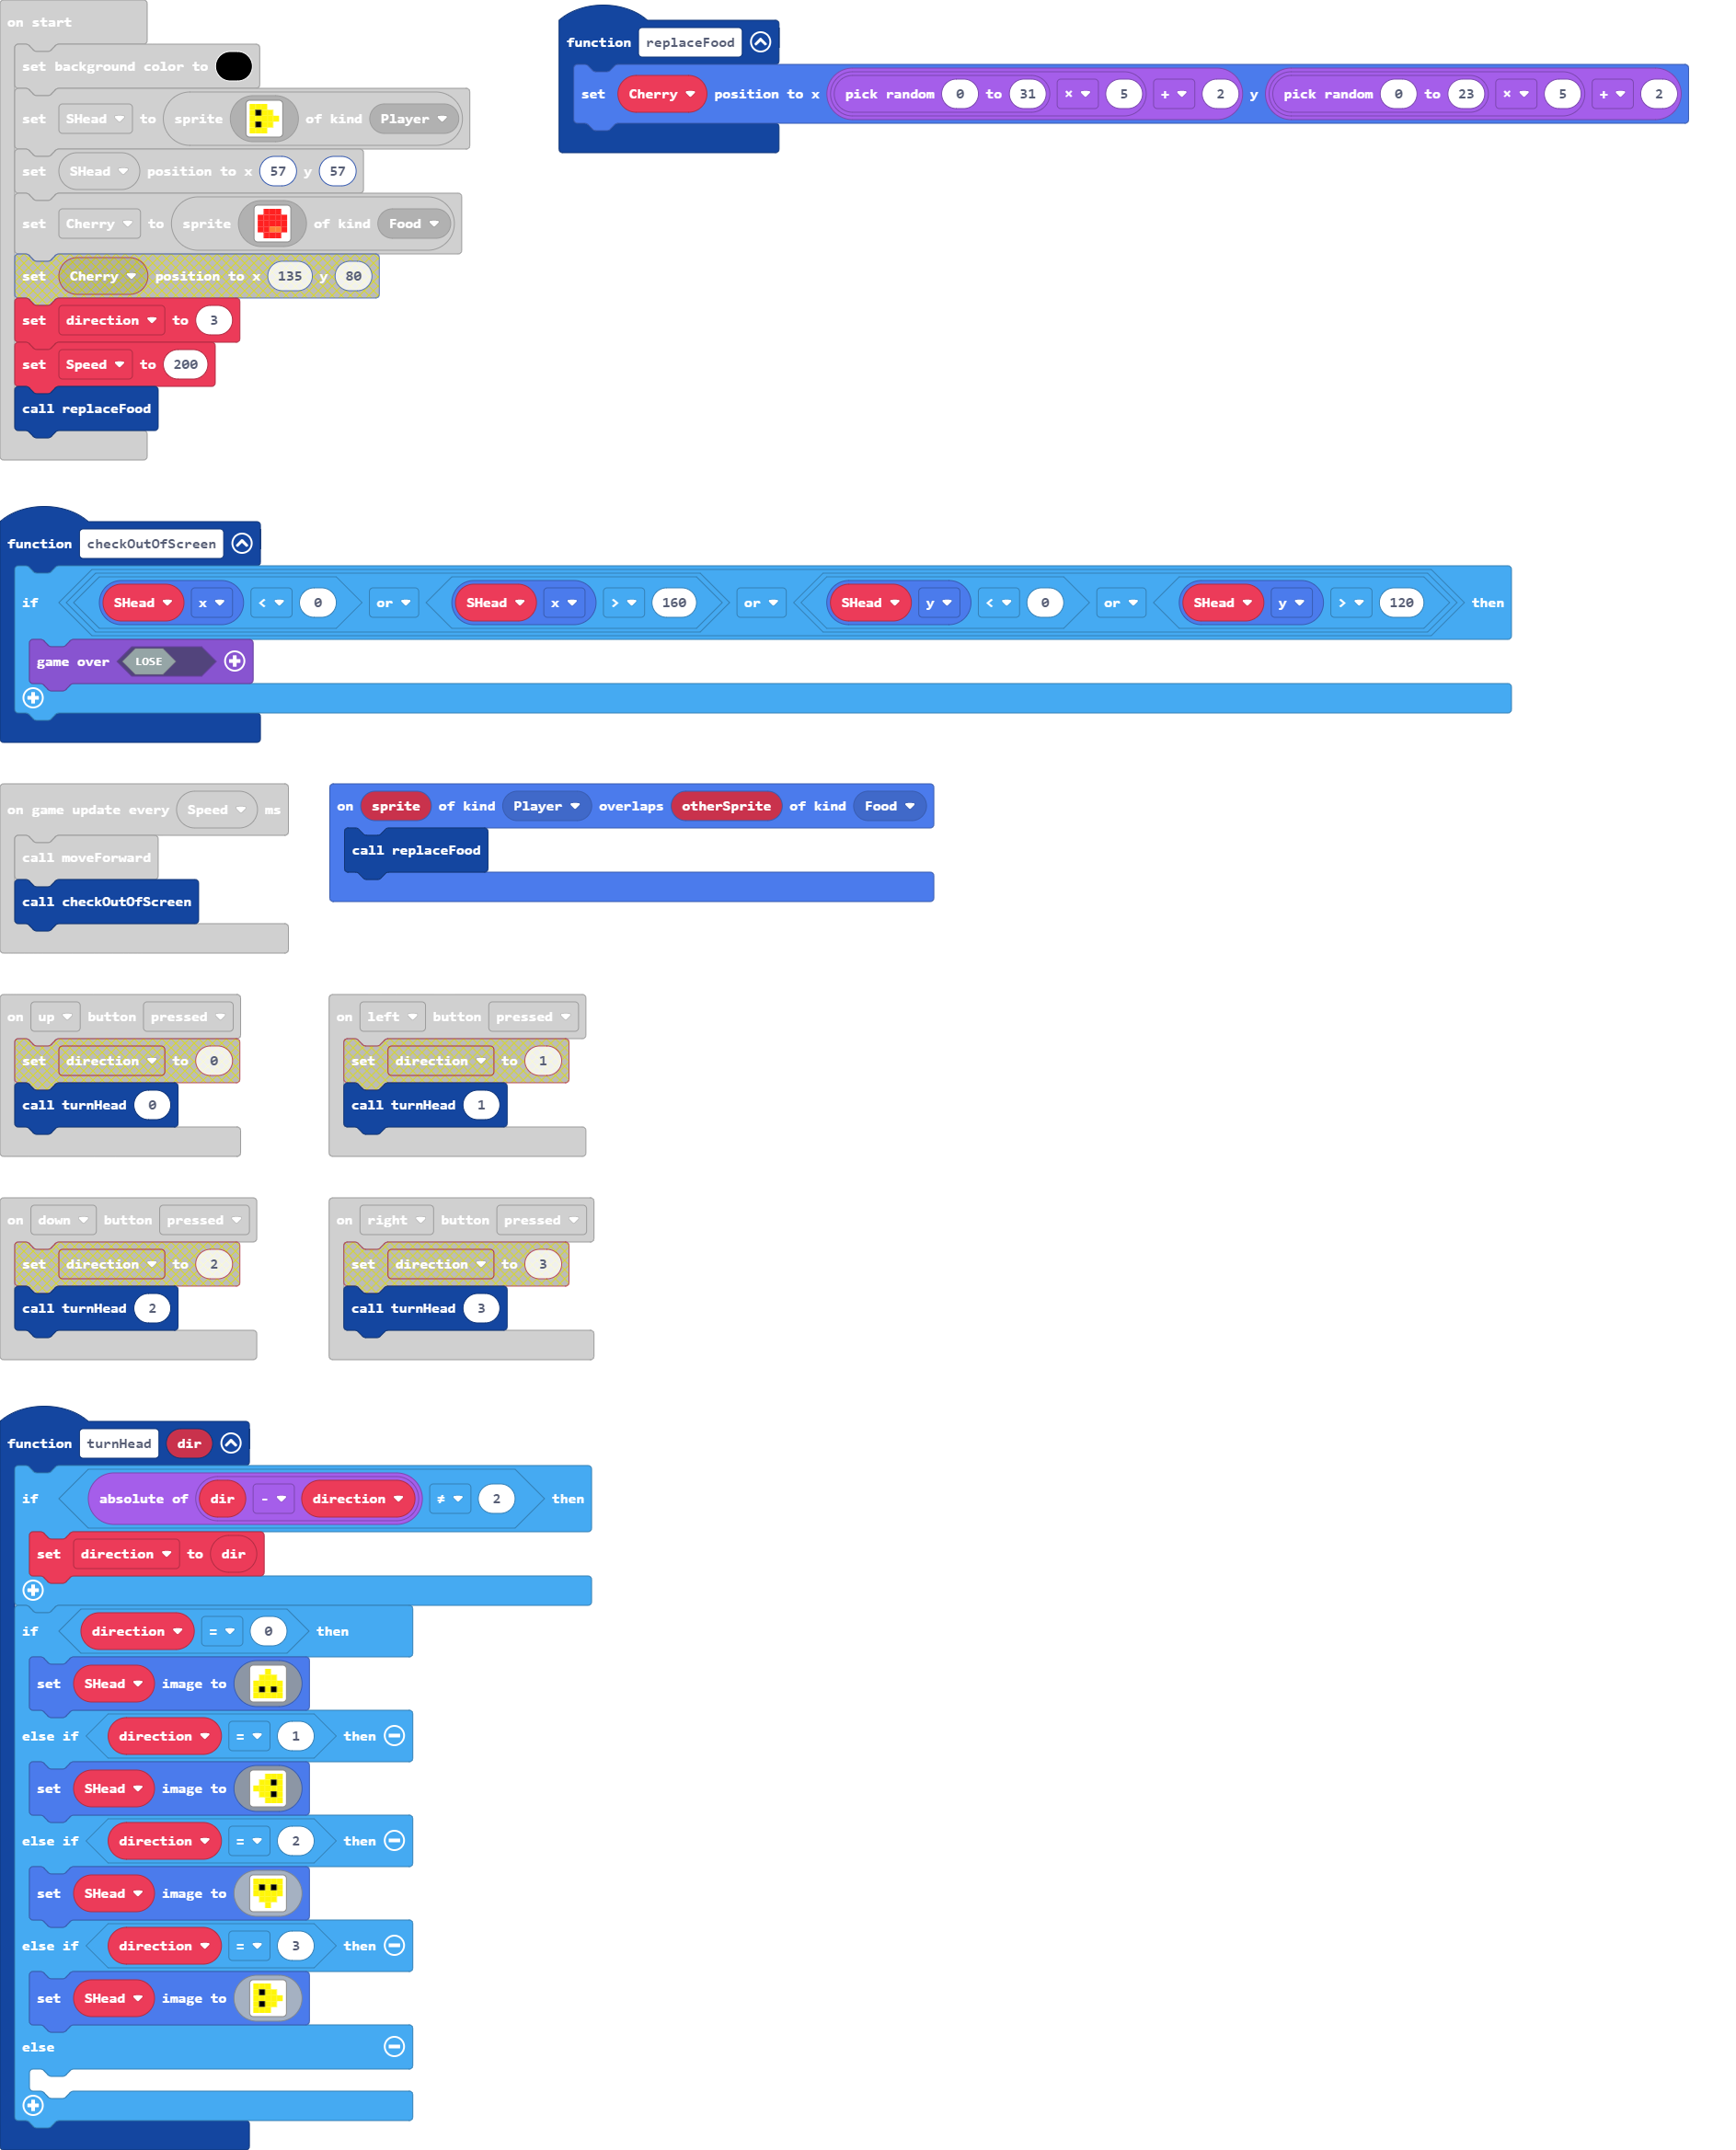 on start
set background color to
set SHead to sprite of kind Player
set SHead position to x 57 y 57
set Cherry to sprite of kind Food
set Cherry position to x 135 y 80
set direction to 3
set Speed to 200
call replaceFood
function replaceFood
set Cherry position to x pick random 0 to 31 × 5 + 2 y pick random 0 to 23 × 5 + 2
function checkOutOfScreen
if SHead x < 0 or SHead x > 160 or SHead y < 0 or SHead y > 120 then
game over LOSE
on game update every Speed ms
call moveForward
call checkOutOfScreen
on sprite of kind Player overlaps otherSprite of kind Food
call replaceFood
on up button pressed
set direction to 0
call turnHead 0
on left button pressed
set direction to 1
call turnHead 1
on down button pressed
set direction to 2
call turnHead 2
on right button pressed
set direction to 3
call turnHead 3
function turnHead dir
if absolute of dir - direction ≠ 2 then
set direction to dir
if direction = 0 then
set SHead image to
else if direction = 1 then
set SHead image to
else if direction = 2 then
set SHead image to
else if direction = 3 then
set SHead image to
else